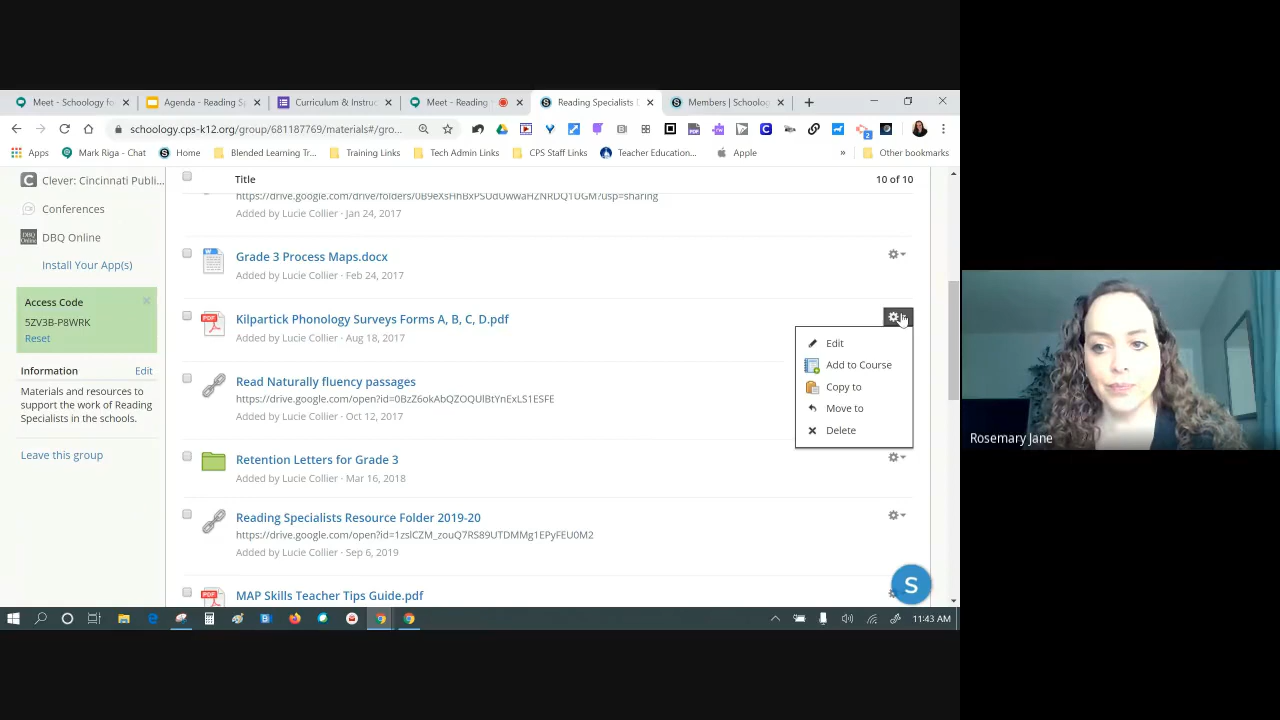 Meet - Schoology fo
Agenda - Reading Sp
Curriculum & Instruc
Meet - Reading
Reading Specialists
Members | Schoolog
schoology.cps-k12.org/group/681187769/materials#/gro...
Apps
Mark Riga - Chat
Home
Blended Learning Tr...
Training Links
Tech Admin Links
CPS Staff Links
Teacher Education...
Apple
»
Other bookmarks
Clever: Cincinnati Publi...
Conferences
DBQ Online
Install Your App(s)
Access Code
5ZV3B-P8WRK
Reset
Information
Edit
Materials and resources to
support the work of Reading
Specialists in the schools.
Leave this group
Title
10 of 10
Added by Lucie Collier · Jan 24, 2017
Grade 3 Process Maps.docx
Added by Lucie Collier · Feb 24, 2017
Kilpartick Phonology Surveys Forms A, B, C, D.pdf
Added by Lucie Collier · Aug 18, 2017
Edit
Add to Course
Copy to
Move to
Delete
Read Naturally fluency passages
https://drive.google.com/open?id=0BzZ6okAbQZOQUlBtYnExLS1ESFE
Added by Lucie Collier · Oct 12, 2017
Retention Letters for Grade 3
Added by Lucie Collier · Mar 16, 2018
Reading Specialists Resource Folder 2019-20
https://drive.google.com/open?id=1zslCZM_zouQ7RS89UTDMMg1EPyFEU0M2
Added by Lucie Collier · Sep 6, 2019
MAP Skills Teacher Tips Guide.pdf
S
11:43 AM
Rosemary Jane